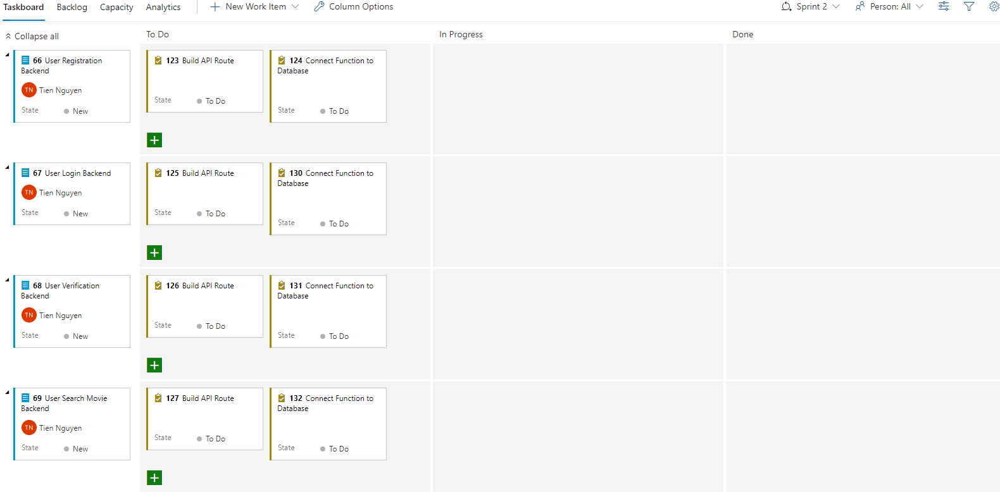 Taskboard Backlog Capacity Analytics New Work Item Column Options Sprint 2 Person: All
Collapse all To Do In Progress Done
66 User Registration
Backend
TN Tien Nguyen
State New
123 Build API Route
State To Do
124 Connect Function to
Database
State To Do
67 User Login Backend
TN Tien Nguyen
State New
125 Build API Route
State To Do
130 Connect Function to
Database
State To Do
68 User Verification
Backend
TN Tien Nguyen
State New
126 Build API Route
State To Do
131 Connect Function to
Database
State To Do
69 User Search Movie
Backend
TN Tien Nguyen
State New
127 Build API Route
State To Do
132 Connect Function to
Database
State To Do